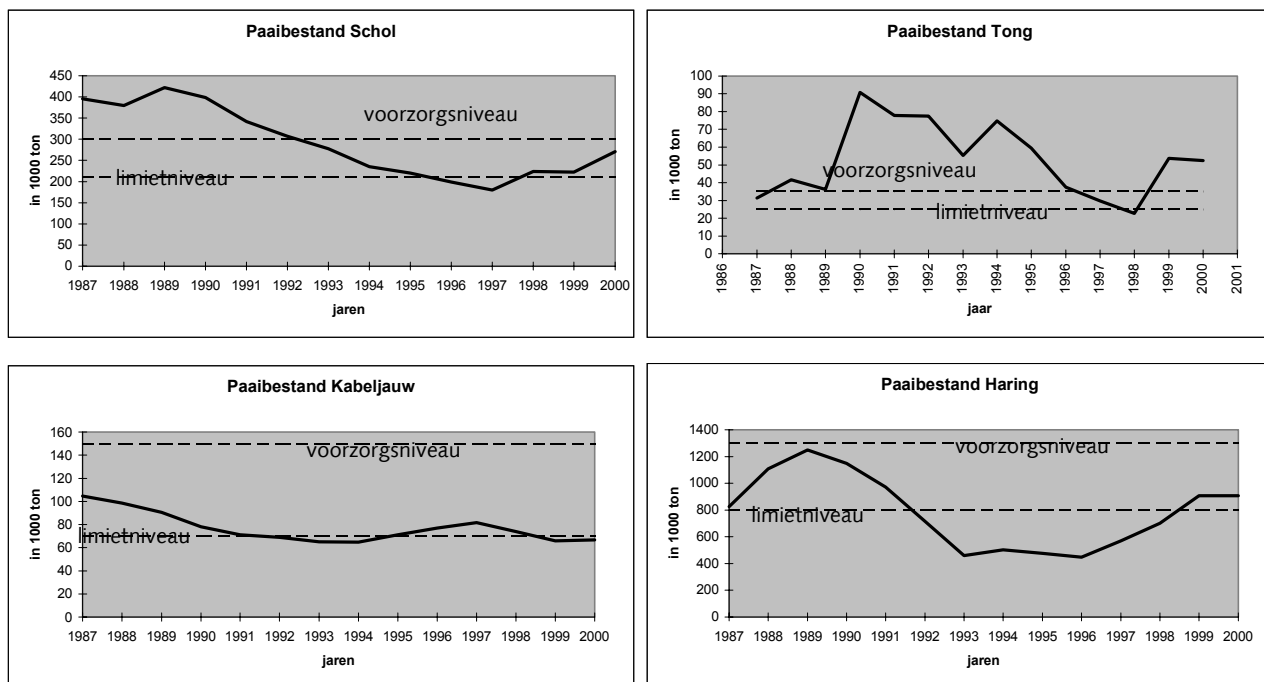 Paaibestand Schol
450
400
350
300
250
200
150
100
50
0
in 1000 ton
voorzorgsniveau
limietniveau
1987 1988 1989 1990 1991 1992 1993 1994 1995 1996 1997 1998 1999 2000
jaren
Paaibestand Tong
100
90
80
70
60
50
40
30
20
10
0
in 1000 ton
voorzorgsniveau
limietniveau
1986 1987 1988 1989 1990 1991 1992 1993 1994 1995 1996 1997 1998 1999 2000 2001
jaar
Paaibestand Kabeljauw
160
140
120
100
80
60
40
20
0
in 1000 ton
voorzorgsniveau
limietniveau
1987 1988 1989 1990 1991 1992 1993 1994 1995 1996 1997 1998 1999 2000
jaren
Paaibestand Haring
1400
1200
1000
800
600
400
200
0
in 1000 ton
voorzorgsniveau
limietniveau
1987 1988 1989 1990 1991 1992 1993 1994 1995 1996 1997 1998 1999 2000
jaren